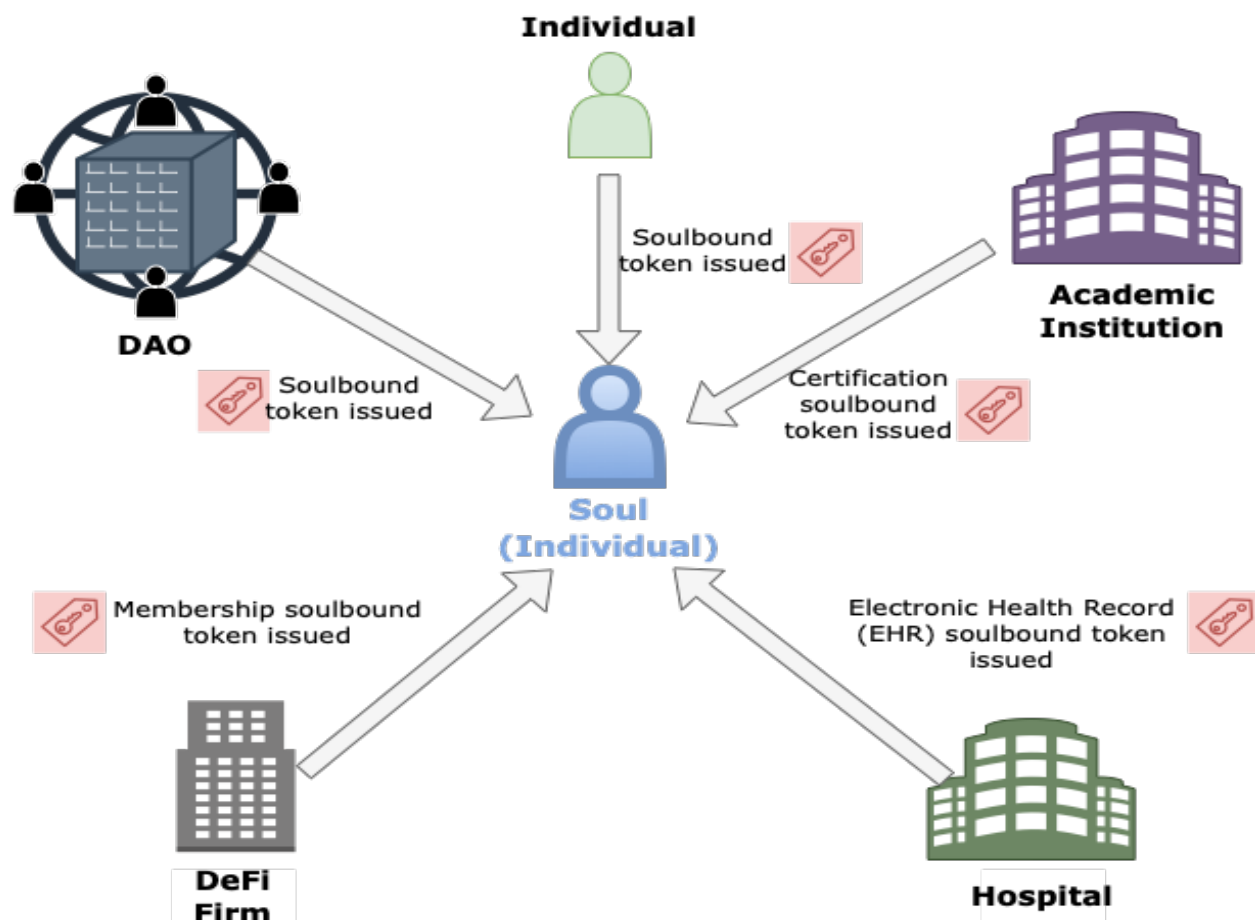 Individual
Soulbound
token issued
DAO
Academic
Institution
Soulbound
token issued
Certification
soulbound
token issued
Soul
(Individual)
Membership soulbound
token issued
Electronic Health Record
(EHR) soulbound token
issued
DeFi
Firm
Hospital